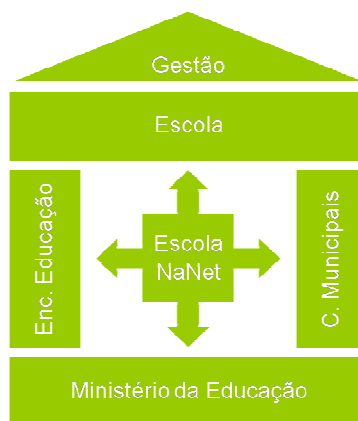 Gestão
Escola
Enc. Educação
Escola
NaNet
C. Municipais
Ministério da Educação